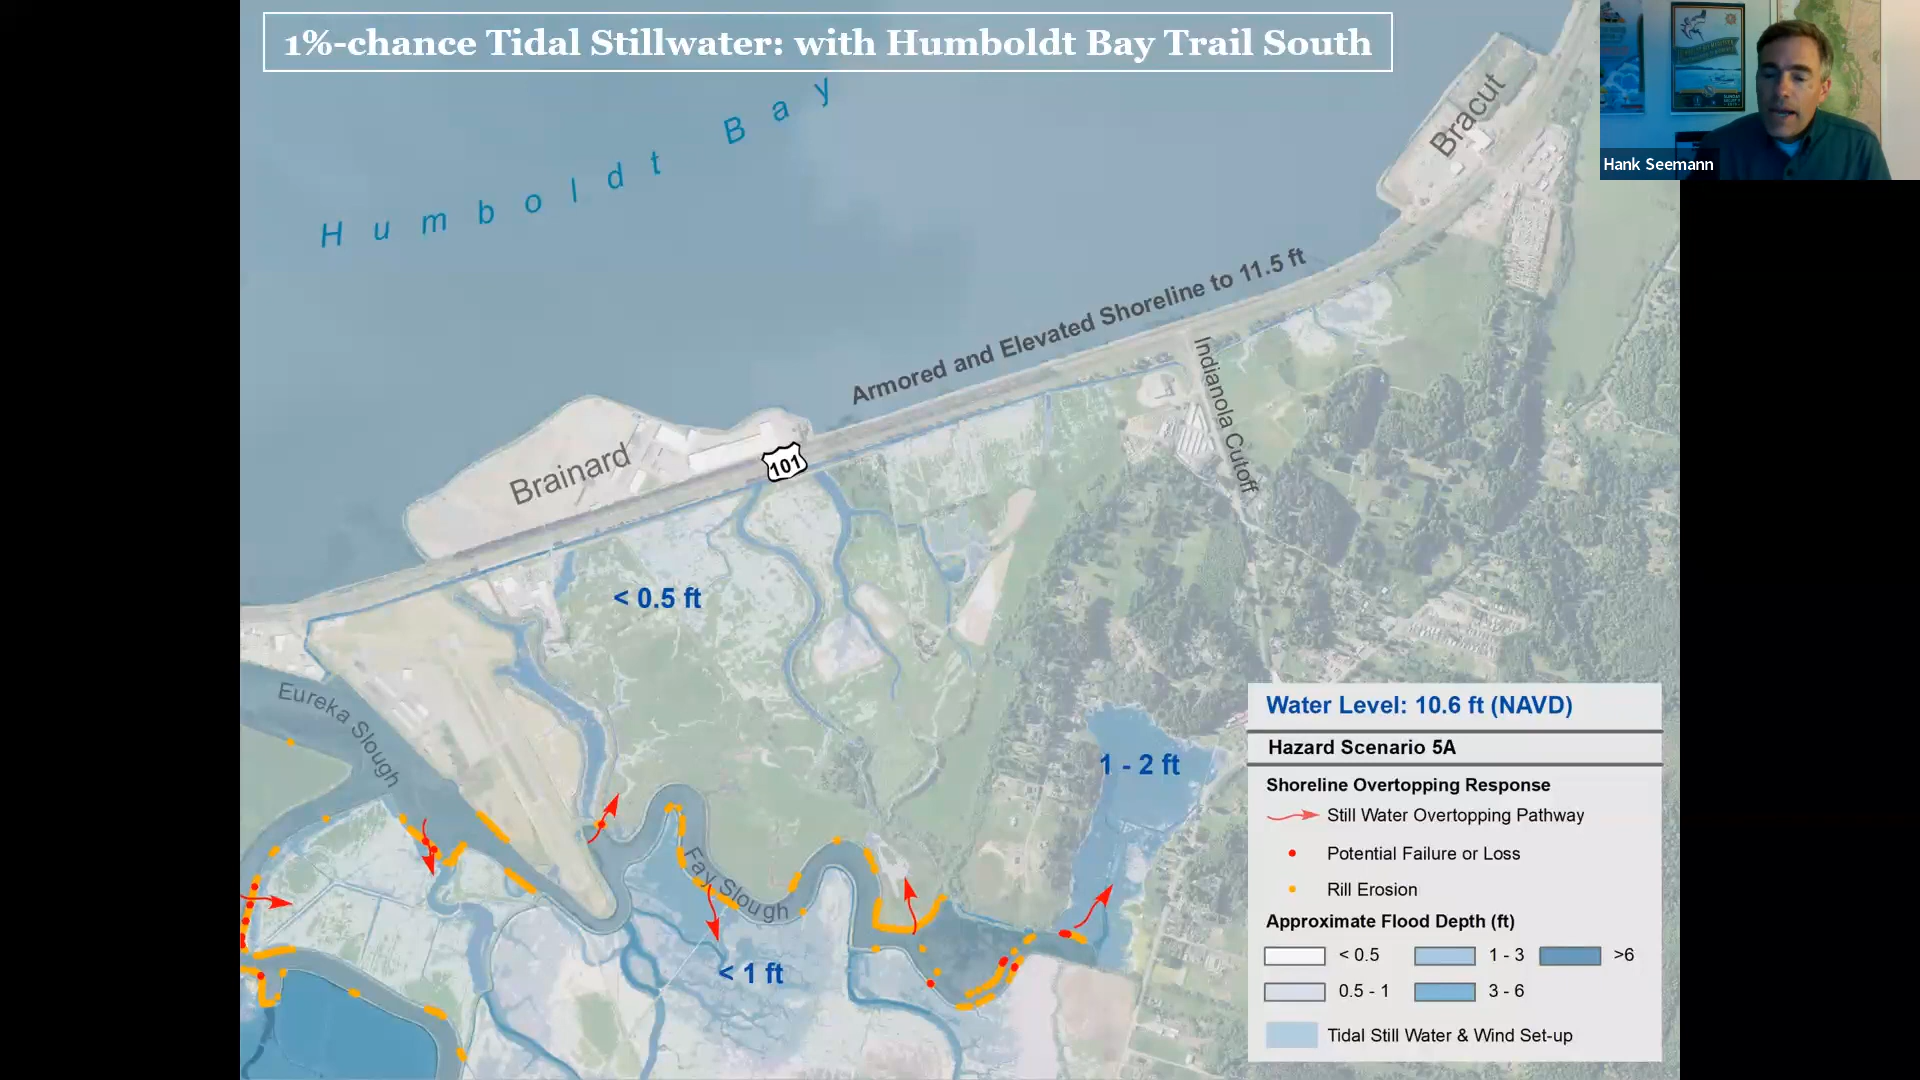 1%-chance Tidal Stillwater: with Humboldt Bay Trail South
Humboldt Bay
Bracut
Hank Seemann
Armored and Elevated Shoreline to 11.5 ft
Indianola Cutoff
Brainard
101
< 0.5 ft
Eureka Slough
1 - 2 ft
Fay Slough
< 1 ft
Water Level: 10.6 ft (NAVD)
Hazard Scenario 5A
Shoreline Overtopping Response
Still Water Overtopping Pathway
Potential Failure or Loss
Rill Erosion
Approximate Flood Depth (ft)
< 0.5
1 - 3
>6
0.5 - 1
3 - 6
Tidal Still Water & Wind Set-up